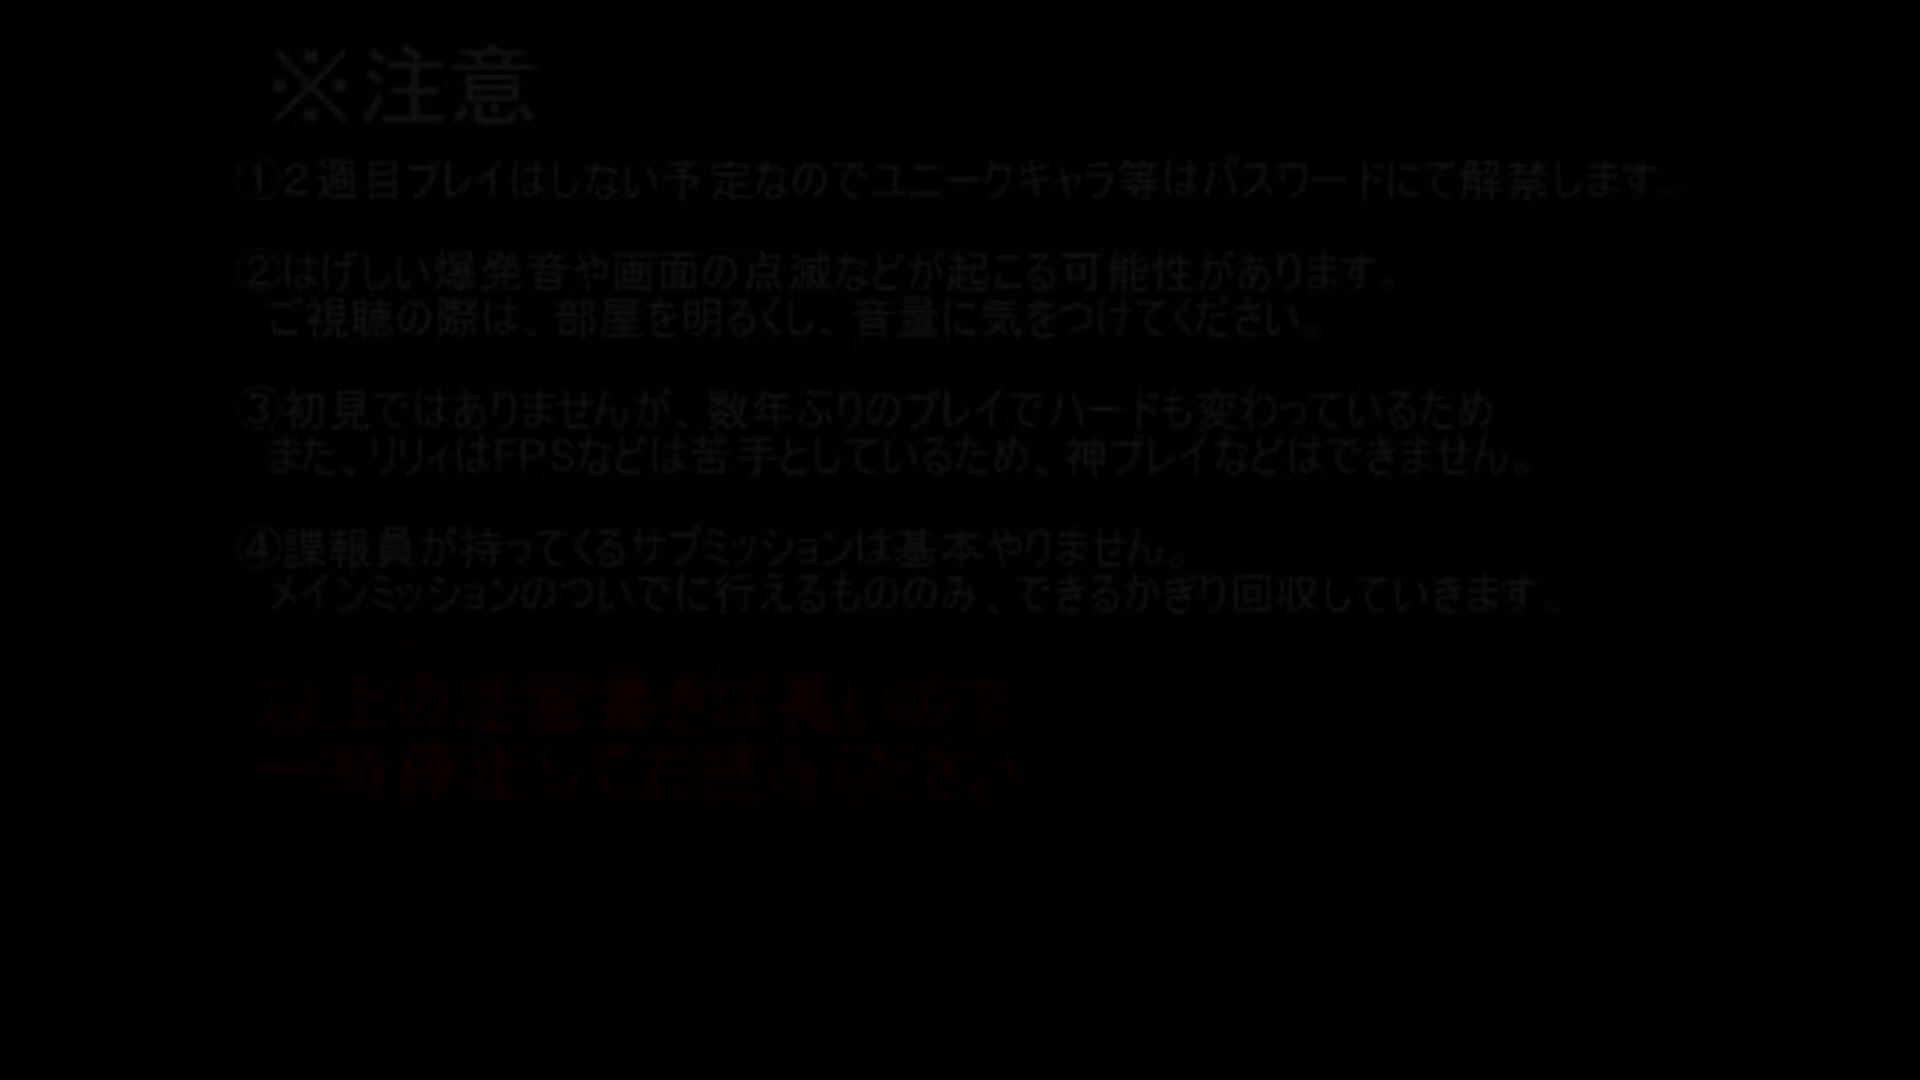 ※注意
①2週目プレイはしない予定なのでユニークキャラ等はパスワードにて解禁します。
②はげしい爆発音や画面の点滅などが起こる可能性があります。
ご視聴の際は、部屋を明るくし、音量に気をつけてください。
③初見ではありませんが、数年ぶりのプレイでハードも変わっているため
また、リリィはFPSなどは苦手としているため、神プレイなどはできません。
④諜報員が持ってくるサブミッションは基本やりません。
メインミッションのついでに行えるもののみ、できるかぎり回収していきます。
以上の注意書きは長いので
一時停止してお読みください